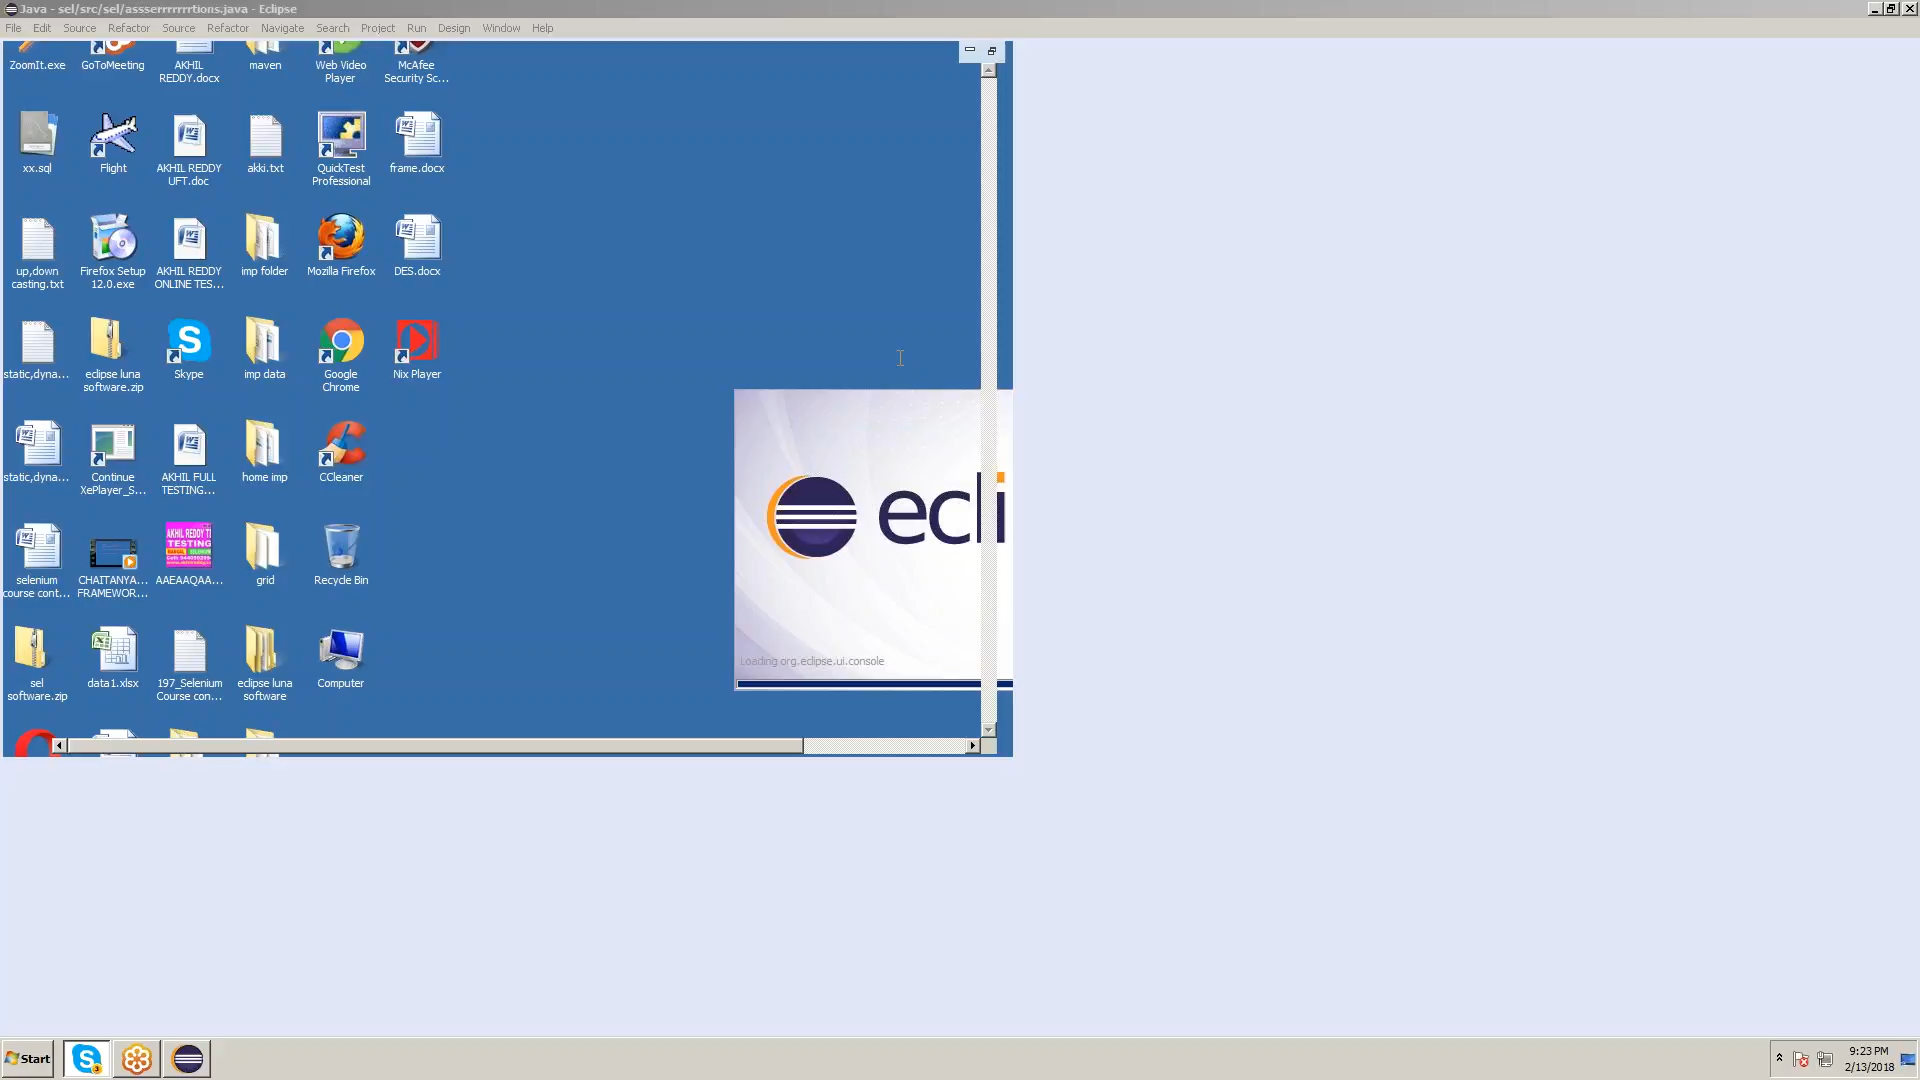 Java - sel/src/sel/assserrrrrrrtions.java - Eclipse
File Edit Source Refactor Source Refactor Navigate Search Project Run Design Window Help
ZoomIt.exe
GoToMeeting
AKHIL
REDDY.docx
maven
Web Video
Player
McAfee
Security Sc...
xx.sql
Flight
AKHIL REDDY
UFT.doc
akki.txt
QuickTest
Professional
frame.docx
up,down
casting.txt
Firefox Setup
12.0.exe
AKHIL REDDY
ONLINE TES...
imp folder
Mozilla Firefox
DES.docx
static,dyna...
eclipse luna
software.zip
Skype
imp data
Google
Chrome
Nix Player
static,dyna...
Continue
XePlayer_S...
AKHIL FULL
TESTING...
home imp
CCleaner
ecli
selenium
course cont...
CHAITANYA...
FRAMEWOR...
AKHIL REDDY TE
TESTING
AAEAAQAA...
grid
Recycle Bin
sel
software.zip
data1.xlsx
197_Selenium
Course con...
eclipse luna
software
Computer
Loading org.eclipse.ui.console
Start
9:23 PM
2/13/2018